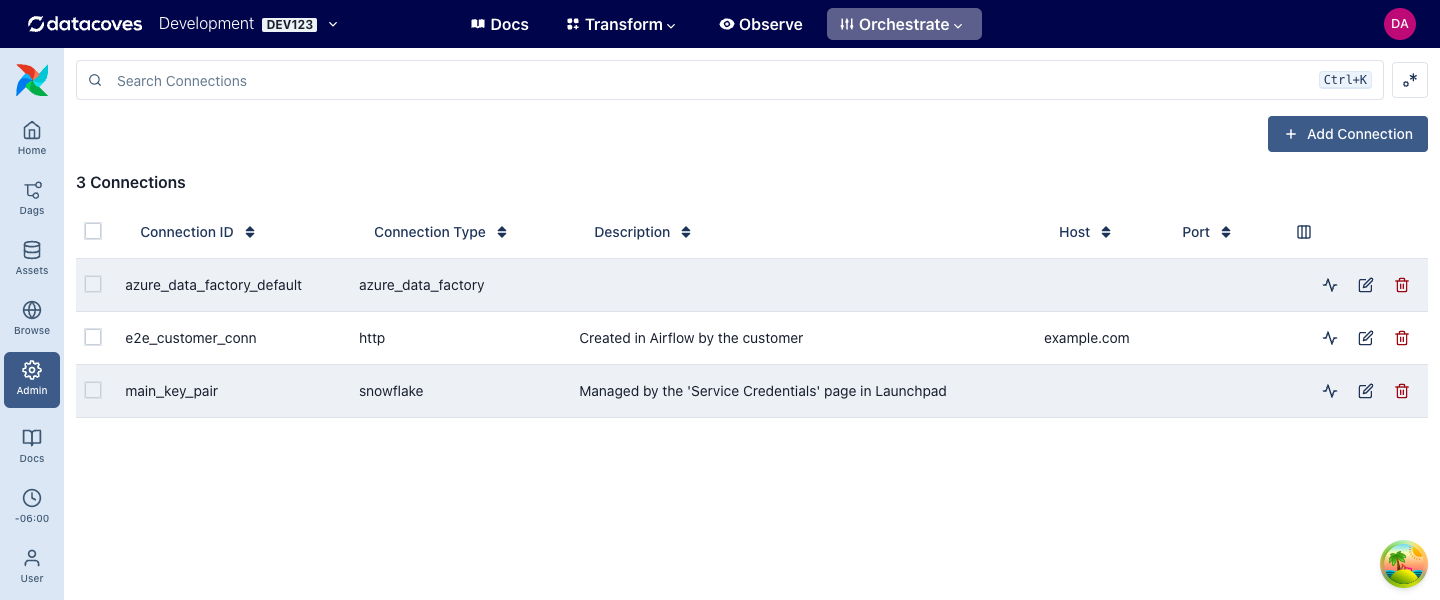 datacoves Development DEV123 Docs Transform Observe Orchestrate DA
Search Connections Ctrl+K .*
Add Connection
Home
Dags
Assets
Browse
Admin
Docs
-06:00
User
3 Connections
Connection ID Connection Type Description Host Port
azure_data_factory_default azure_data_factory
e2e_customer_conn http Created in Airflow by the customer example.com
main_key_pair snowflake Managed by the 'Service Credentials' page in Launchpad